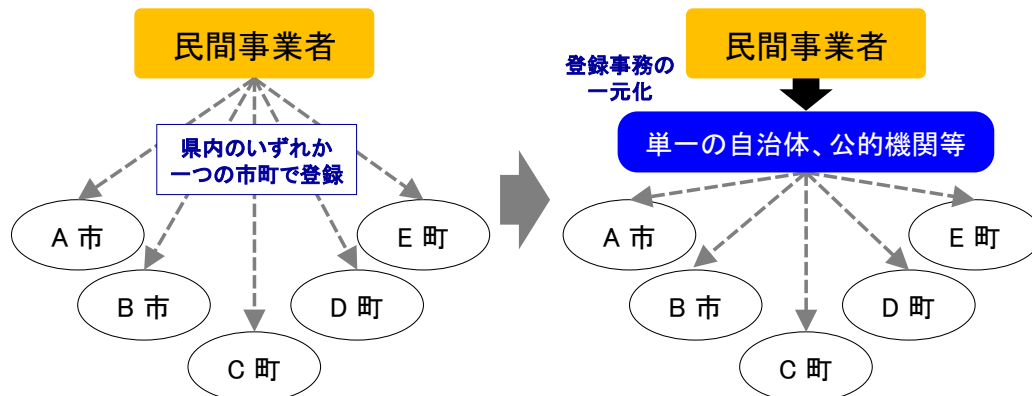 民間事業者
県内のいずれか
一つの市町で登録
A 市
B 市
C 町
D 町
E 町
民間事業者
登録事務の
一元化
単一の自治体、公的機関等
A 市
B 市
C 町
D 町
E 町